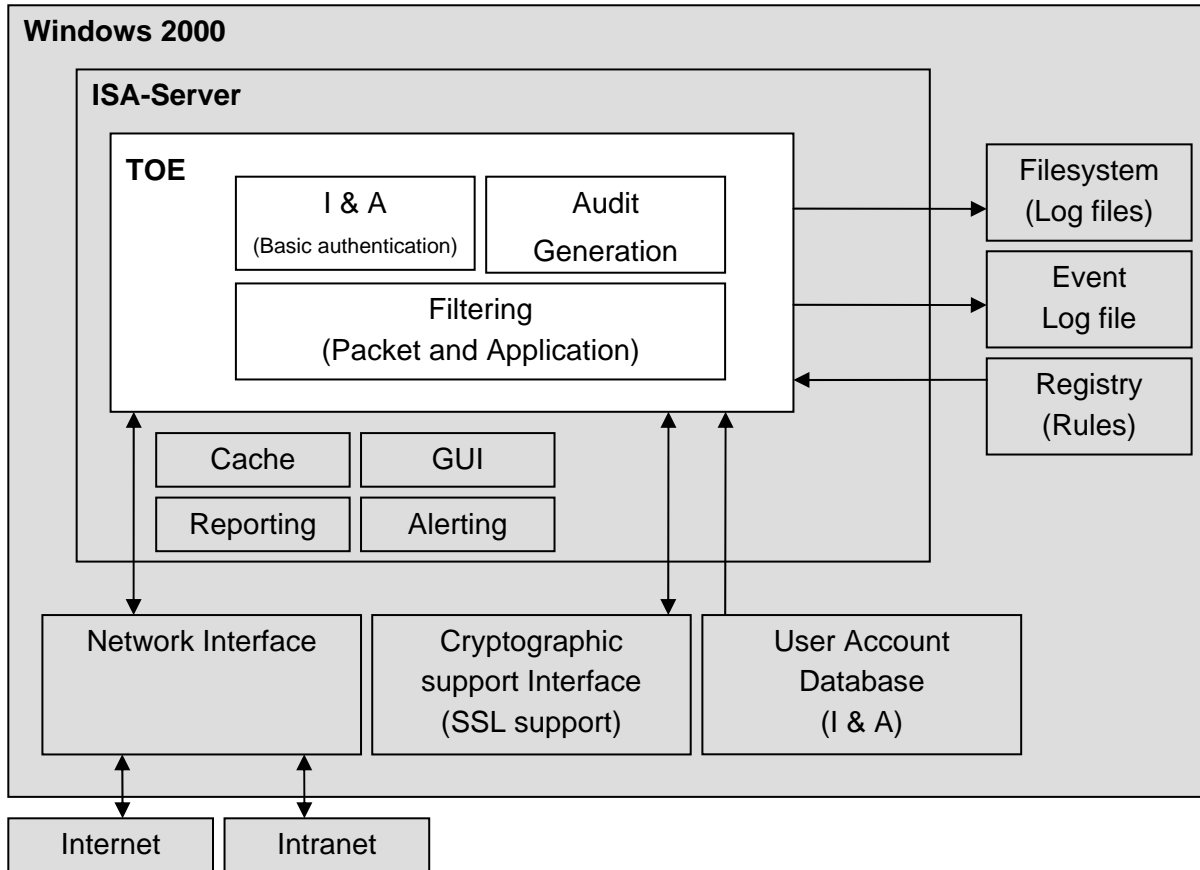 Windows 2000
ISA-Server
TOE
I & A
(Basic authentication)
Audit
Generation
Filtering
(Packet and Application)
Filesystem
(Log files)
Event
Log file
Registry
(Rules)
Cache
GUI
Reporting
Alerting
Network Interface
Cryptographic
support Interface
(SSL support)
User Account
Database
(I & A)
Internet
Intranet